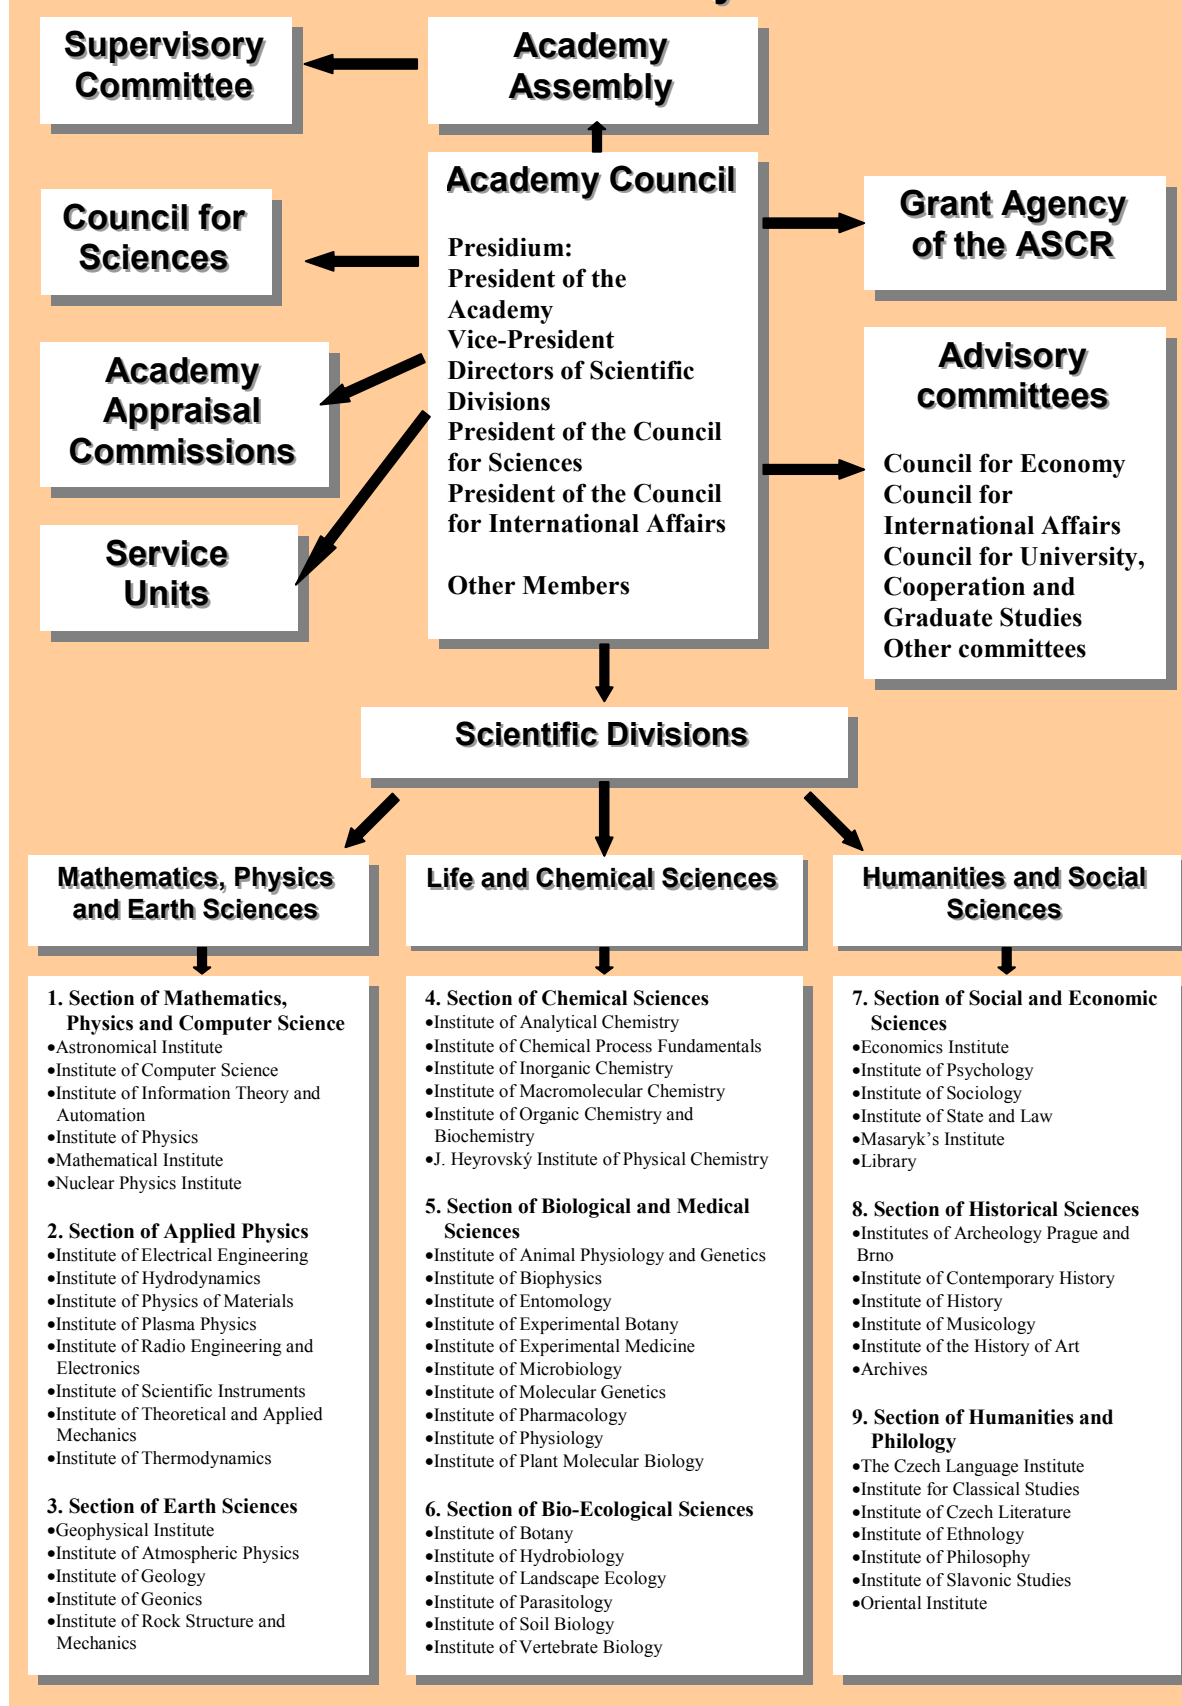 Supervisory
Committee
Academy
Assembly
Council for
Sciences
Academy
Appraisal
Commissions
Service
Units
Academy Council
Presidium:
President of the
Academy
Vice-President
Directors of Scientific
Divisions
President of the Council
for Sciences
President of the Council
for International Affairs
Other Members
Grant Agency
of the ASCR
Advisory
committees
Council for Economy
Council for
International Affairs
Council for University,
Cooperation and
Graduate Studies
Other committees
Scientific Divisions
Mathematics, Physics
and Earth Sciences
1. Section of Mathematics,
Physics and Computer Science
•Astronomical Institute
•Institute of Computer Science
•Institute of Information Theory and
Automation
•Institute of Physics
•Mathematical Institute
•Nuclear Physics Institute
2. Section of Applied Physics
•Institute of Electrical Engineering
•Institute of Hydrodynamics
•Institute of Physics of Materials
•Institute of Plasma Physics
•Institute of Radio Engineering and
Electronics
•Institute of Scientific Instruments
•Institute of Theoretical and Applied
Mechanics
•Institute of Thermodynamics
3. Section of Earth Sciences
•Geophysical Institute
•Institute of Atmospheric Physics
•Institute of Geology
•Institute of Geonics
•Institute of Rock Structure and
Mechanics
Life and Chemical Sciences
4. Section of Chemical Sciences
•Institute of Analytical Chemistry
•Institute of Chemical Process Fundamentals
•Institute of Inorganic Chemistry
•Institute of Macromolecular Chemistry
•Institute of Organic Chemistry and
Biochemistry
•J. Heyrovský Institute of Physical Chemistry
5. Section of Biological and Medical
Sciences
•Institute of Animal Physiology and Genetics
•Institute of Biophysics
•Institute of Entomology
•Institute of Experimental Botany
•Institute of Experimental Medicine
•Institute of Microbiology
•Institute of Molecular Genetics
•Institute of Pharmacology
•Institute of Physiology
•Institute of Plant Molecular Biology
6. Section of Bio-Ecological Sciences
•Institute of Botany
•Institute of Hydrobiology
•Institute of Landscape Ecology
•Institute of Parasitology
•Institute of Soil Biology
•Institute of Vertebrate Biology
Humanities and Social
Sciences
7. Section of Social and Economic
Sciences
•Economics Institute
•Institute of Psychology
•Institute of Sociology
•Institute of State and Law
•Masaryk’s Institute
•Library
8. Section of Historical Sciences
•Institutes of Archeology Prague and
Brno
•Institute of Contemporary History
•Institute of History
•Institute of Musicology
•Institute of the History of Art
•Archives
9. Section of Humanities and
Philology
•The Czech Language Institute
•Institute for Classical Studies
•Institute of Czech Literature
•Institute of Ethnology
•Institute of Philosophy
•Institute of Slavonic Studies
•Oriental Institute